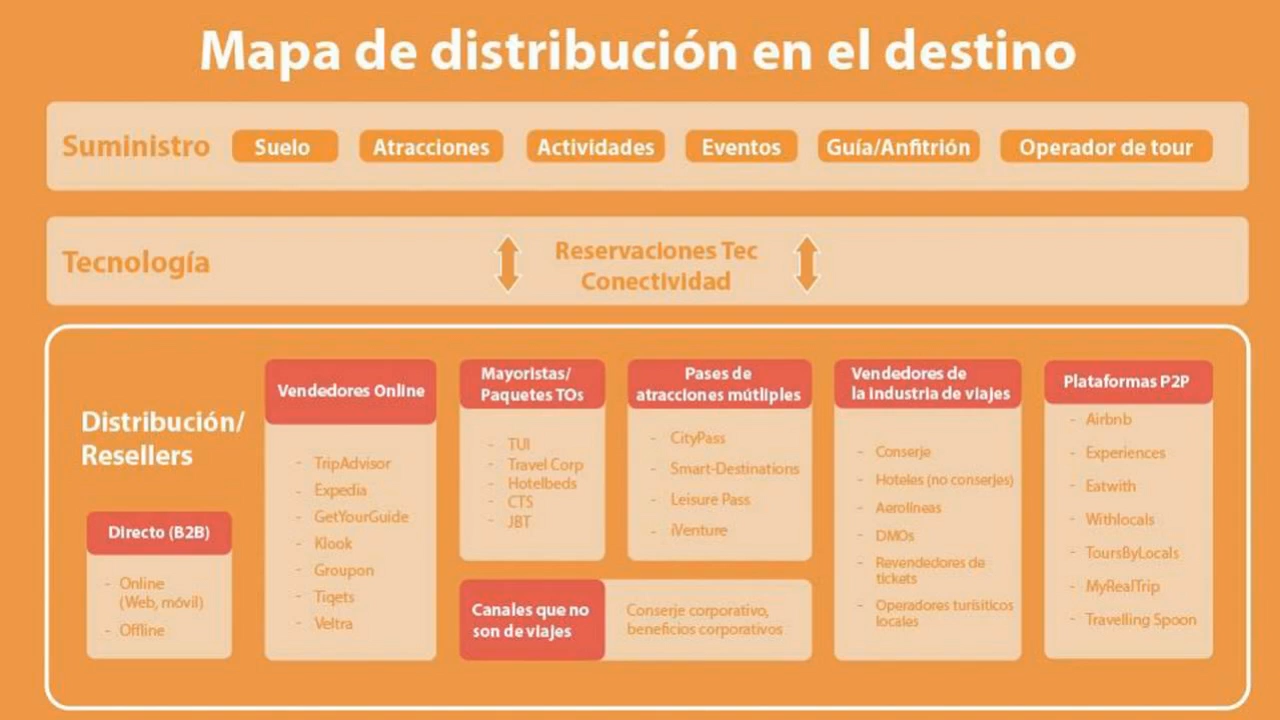 Mapa de distribución en el destino
Suministro
Suelo
Atracciones
Actividades
Eventos
Guía/Anfitrión
Operador de tour
Tecnología
Reservaciones Tec
Conectividad
Distribución/
Resellers
Directo (B2B)
- Online
(Web, móvil)
- Offline
Vendedores Online
- TripAdvisor
- Expedia
- GetYourGuide
- Klook
- Groupon
- Tiqets
- Veltra
Mayoristas/
Paquetes TOs
- TUI
- Travel Corp
- Hotelbeds
- CTS
- JBT
Pases de
atracciones mútliples
- CityPass
- Smart-Destinations
- Leisure Pass
- iVenture
Canales que no
son de viajes
Conserje corporativo,
beneficios corporativos
Vendedores de
la industria de viajes
- Conserje
- Hoteles (no conserjes)
- Aerolíneas
- DMOs
- Revendedores de
tickets
- Operadores turísiticos
locales
Plataformas P2P
- Airbnb
- Experiences
- Eatwith
- Withlocals
- ToursByLocals
- MyRealTrip
- Travelling Spoon